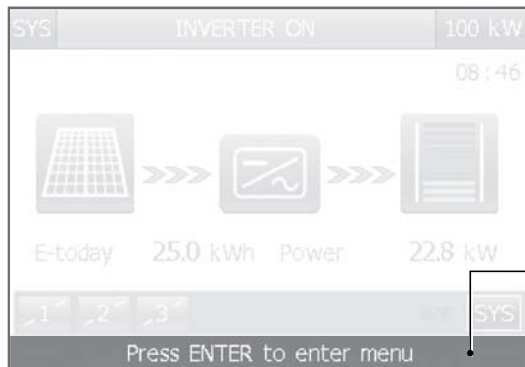 SYS INVERTER ON 100 kW
08:46
E-today 25.0 kWh Power 22.8 kW
1 2 3 SYS
Press ENTER to enter menu